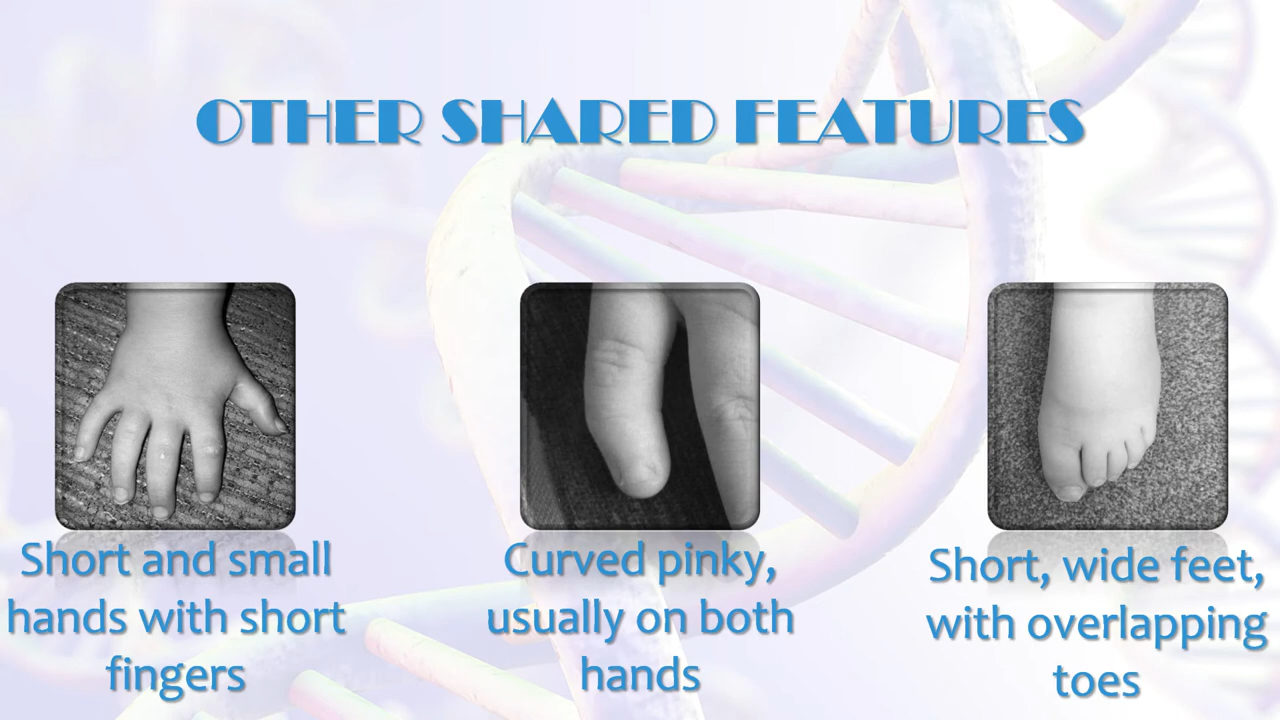 OTHER SHARED FEATURES
Short and small
hands with short
fingers
Curved pinky,
usually on both
hands
Short, wide feet,
with overlapping
toes